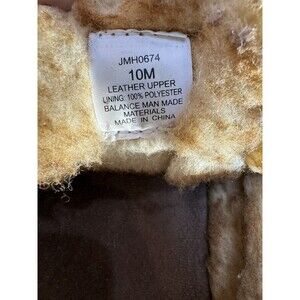 JMH0674
10M
LEATHER UPPER
LINING: 100% POLYESTER
BALANCE MAN MADE
MATERIALS
MADE IN CHINA